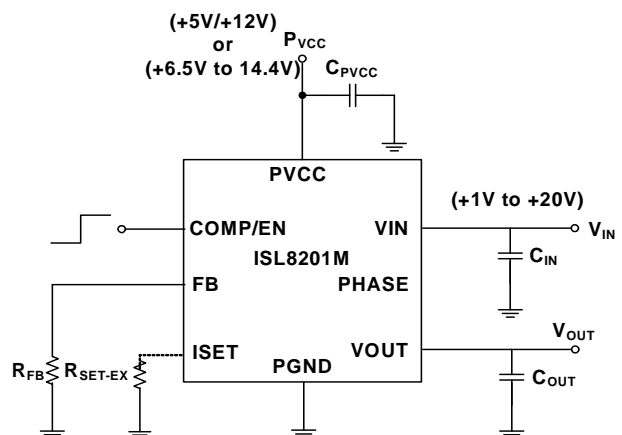 (+5V/+12V)
or
(+6.5V to 14.4V)
PVCC
CPVCC
PVCC
COMP/EN
VIN
(+1V to +20V)
VIN
ISL8201M
CIN
FB
PHASE
VOUT
ISET
VOUT
RFB
RSET-EX
PGND
COUT